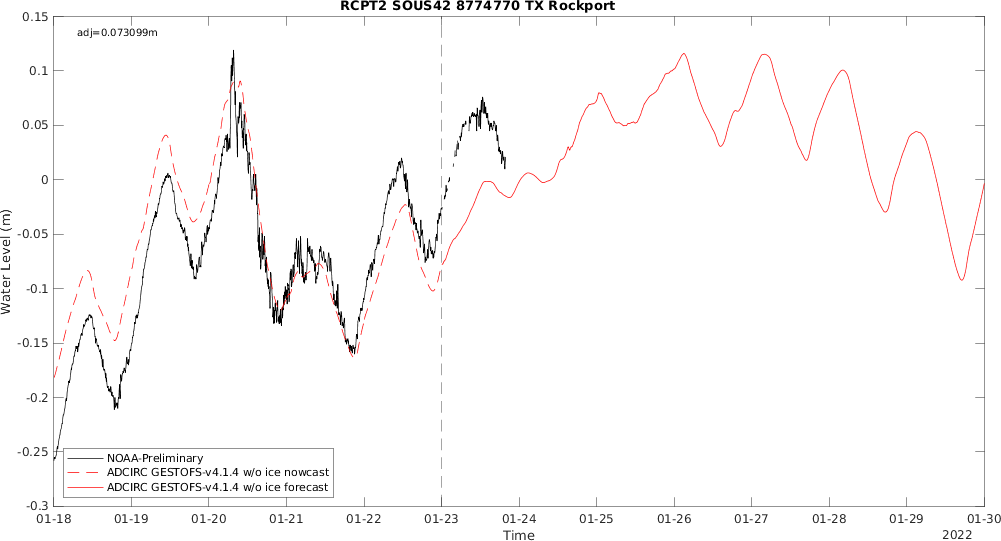 RCPT2 SOUS42 8774770 TX Rockport
adj=0.073099m
0.15
0.1
0.05
0
-0.05
-0.1
-0.15
-0.2
-0.25
-0.3
Water Level (m)
NOAA-Preliminary
ADCIRC GESTOFS-v4.1.4 w/o ice nowcast
ADCIRC GESTOFS-v4.1.4 w/o ice forecast
01-18 01-19 01-20 01-21 01-22 01-23 01-24 01-25 01-26 01-27 01-28 01-29 01-30
Time
2022